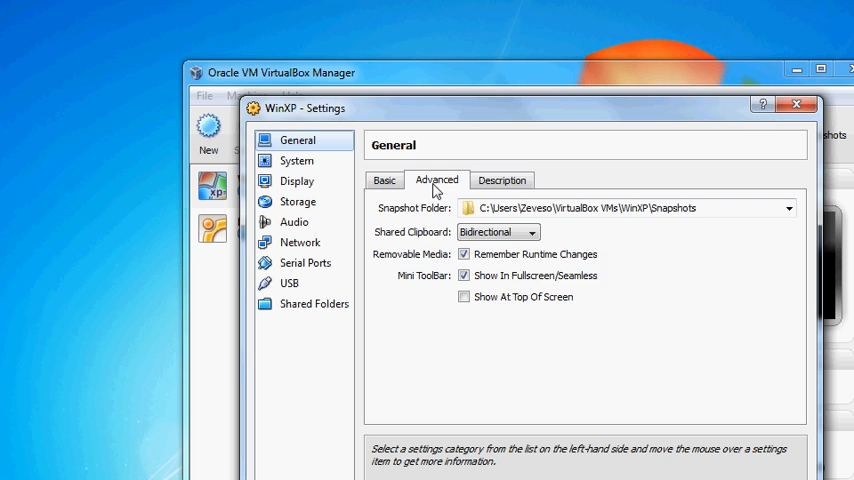 Oracle VM VirtualBox Manager
File
WinXP - Settings
?
New
shots
xp
General
System
Display
Storage
Audio
Network
Serial Ports
USB
Shared Folders
General
Basic
Advanced
Description
Snapshot Folder: C:\Users\Zeveso\VirtualBox VMs\WinXP\Snapshots
Shared Clipboard: Bidirectional
Removable Media: Remember Runtime Changes
Mini ToolBar: Show In Fullscreen/Seamless
Show At Top Of Screen
Select a settings category from the list on the left-hand side and move the mouse over a settings
item to get more information.